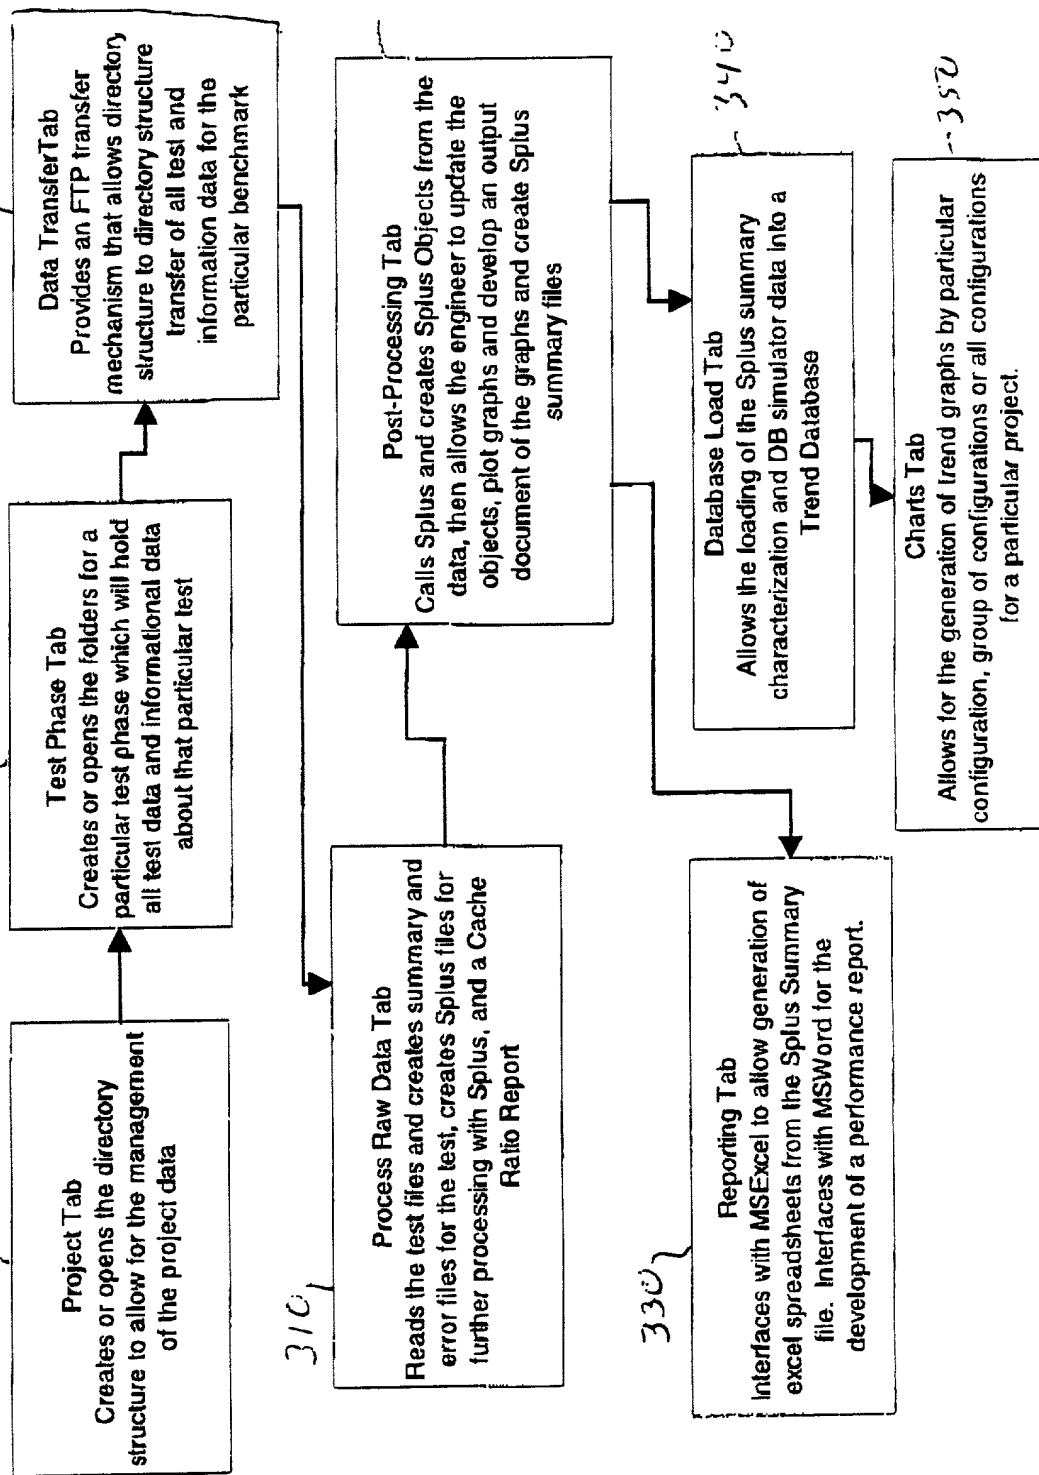 Project Tab
Creates or opens the directory
structure to allow for the management
of the project data
Test Phase Tab
Creates or opens the folders for a
particular test phase which will hold
all test data and informational data
about that particular test
Data TransferTab
Provides an FTP transfer
mechanism that allows directory
structure to directory structure
transfer of all test and
information data for the
particular benchmark
310
Process Raw Data Tab
Reads the test files and creates summary and
error files for the test, creates Splus files for
further processing with Splus, and a Cache
Ratio Report
Post-Processing Tab
Calls Splus and creates Splus Objects from the
data, then allows the engineer to update the
objects, plot graphs and develop an output
document of the graphs and create Splus
summary files
330
Reporting Tab
Interfaces with MSExcel to allow generation of
excel spreadsheets from the Splus Summary
file. Interfaces with MSWord for the
development of a performance report.
340
Database Load Tab
Allows the loading of the Splus summary
characterization and DB simulator data into a
Trend Database
350
Charts Tab
Allows for the generation of trend graphs by particular
configuration, group of configurations or all configurations
for a particular project.